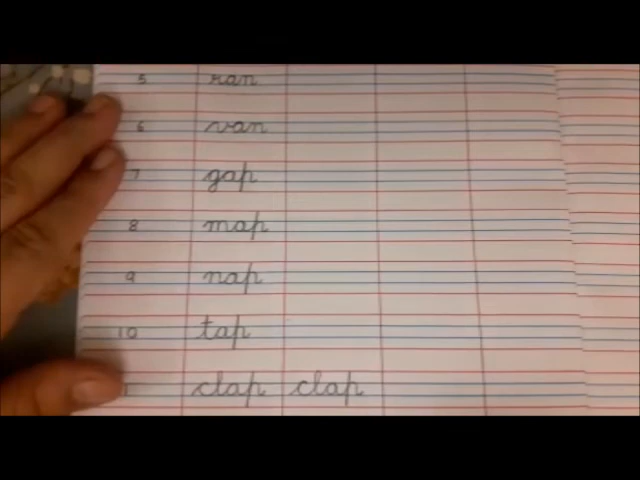 5 ran
6 van
7 gap
8 map
9 nap
10 tap
clap clap